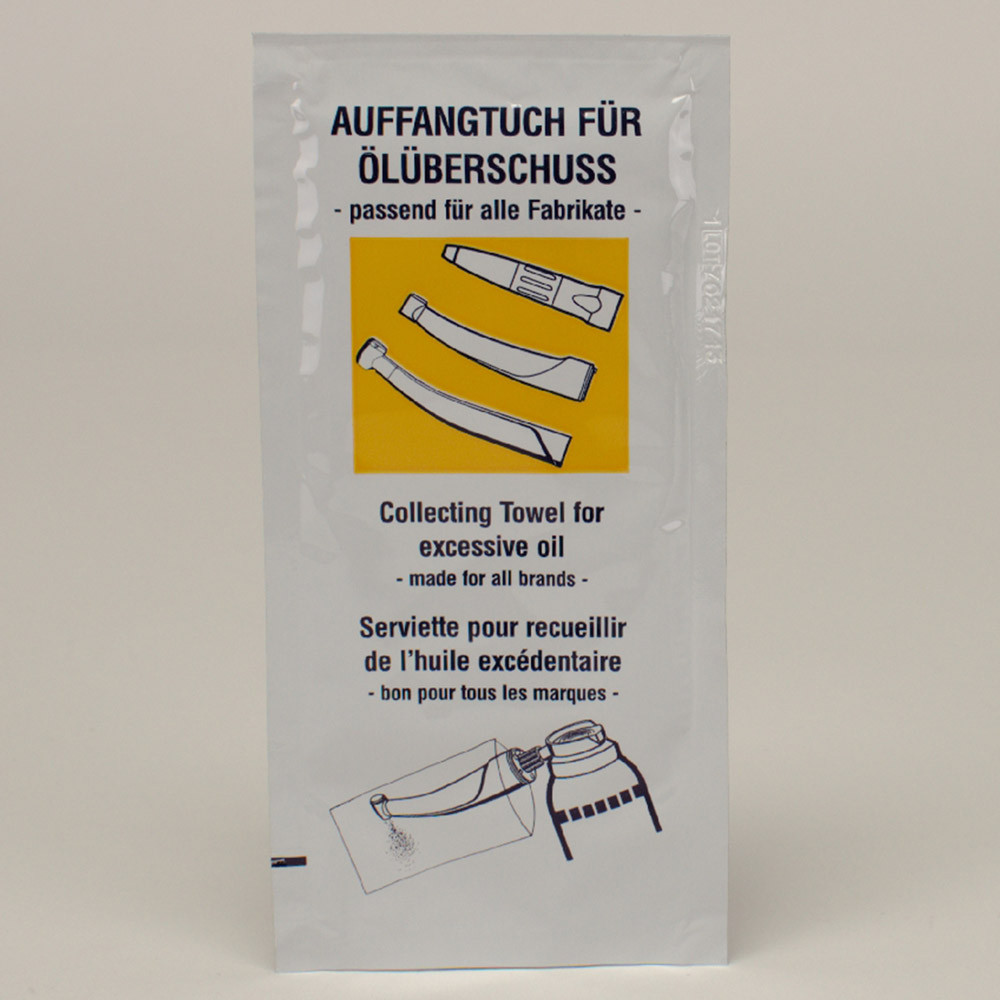 AUFFANGTUCH FÜR
ÖLÜBERSCHUSS
- passend für alle Fabrikate -
Collecting Towel for
excessive oil
- made for all brands -
Serviette pour recueillir
de l'huile excédentaire
- bon pour tous les marques -